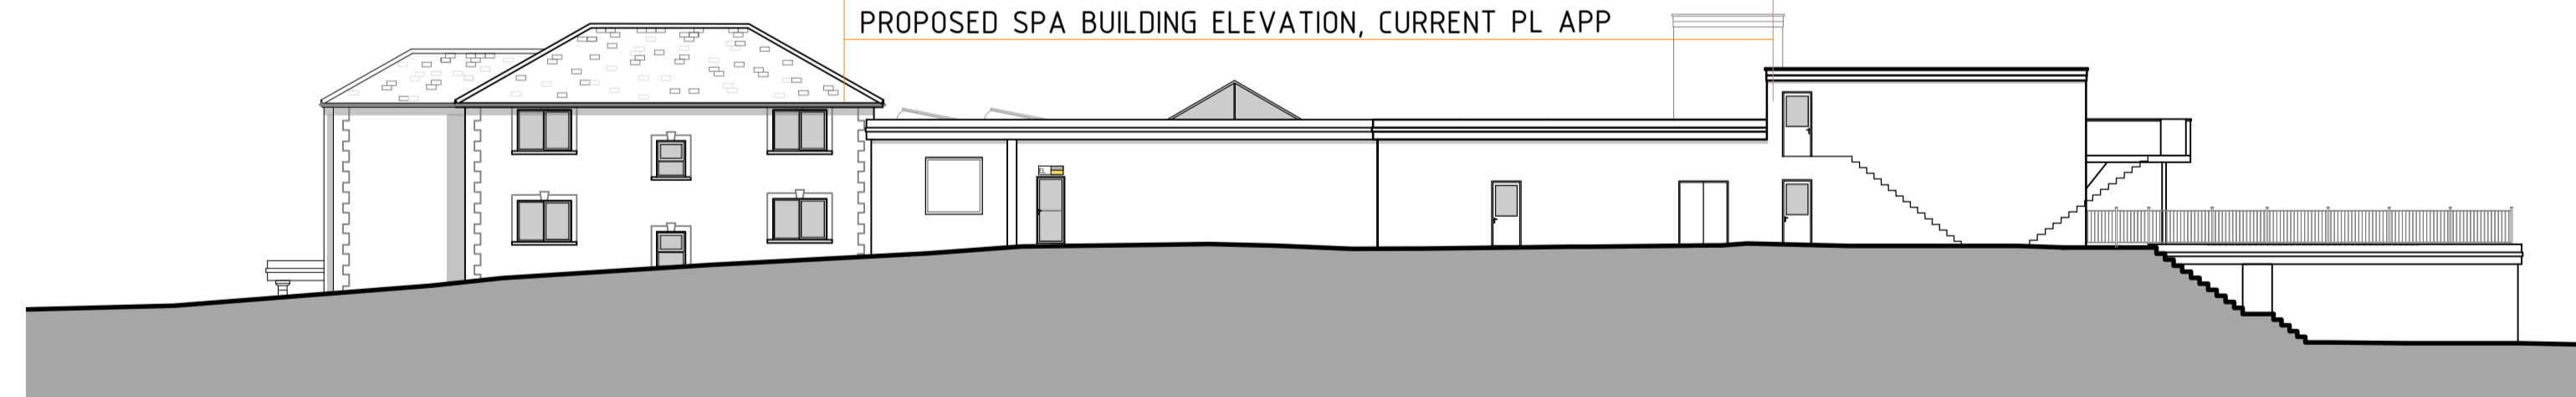 PROPOSED SPA BUILDING ELEVATION, CURRENT PL APP